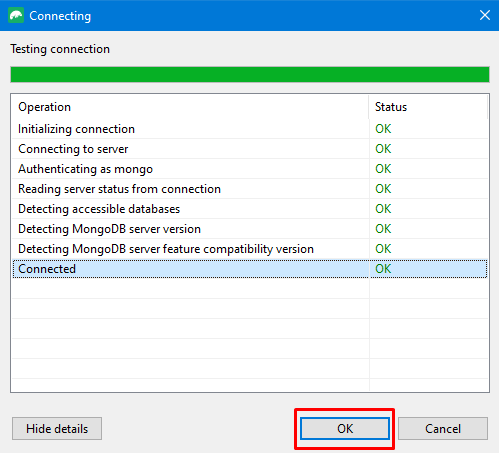 Connecting
Testing connection
Operation Status
Initializing connection OK
Connecting to server OK
Authenticating as mongo OK
Reading server status from connection OK
Detecting accessible databases OK
Detecting MongoDB server version OK
Detecting MongoDB server feature compatibility version OK
Connected OK
Hide details OK Cancel